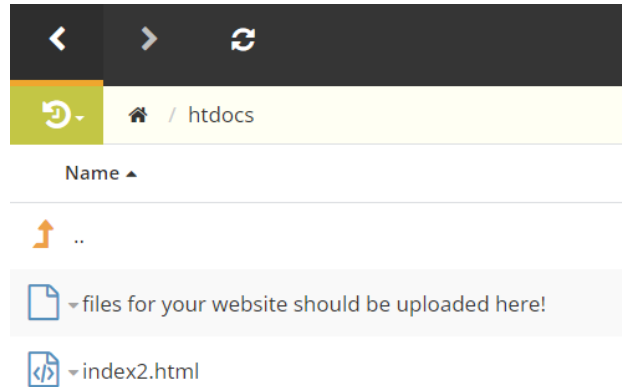 / htdocs
Name
..
files for your website should be uploaded here!
index2.html